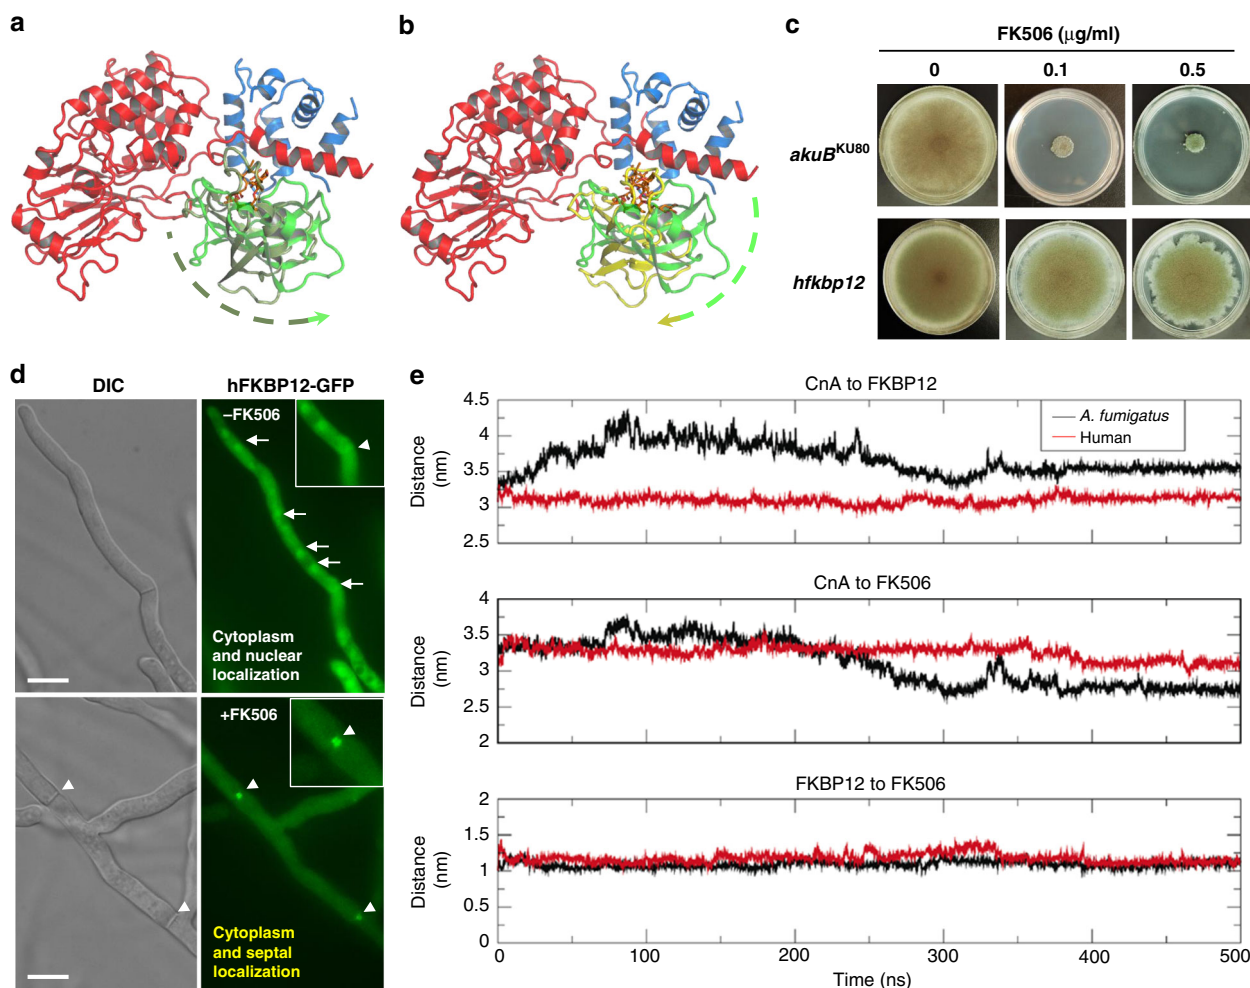 a
b
c
FK506 (µg/ml)
0 0.1 0.5
akuBKU80
hfkbp12
d
DIC
hFKBP12-GFP
–FK506
Cytoplasm
and nuclear
localization
+FK506
Cytoplasm
and septal
localization
e
CnA to FKBP12
A. fumigatus
Human
Distance
(nm)
4.5
4
3.5
3
2.5
CnA to FK506
Distance
(nm)
4
3.5
3
2.5
2
FKBP12 to FK506
Distance
(nm)
2
1.5
1
0.5
0
0 100 200 300 400 500
Time (ns)